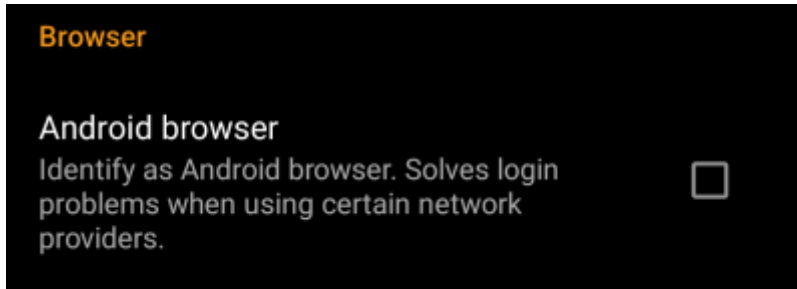 Browser
Android browser
Identify as Android browser. Solves login
problems when using certain network
providers.